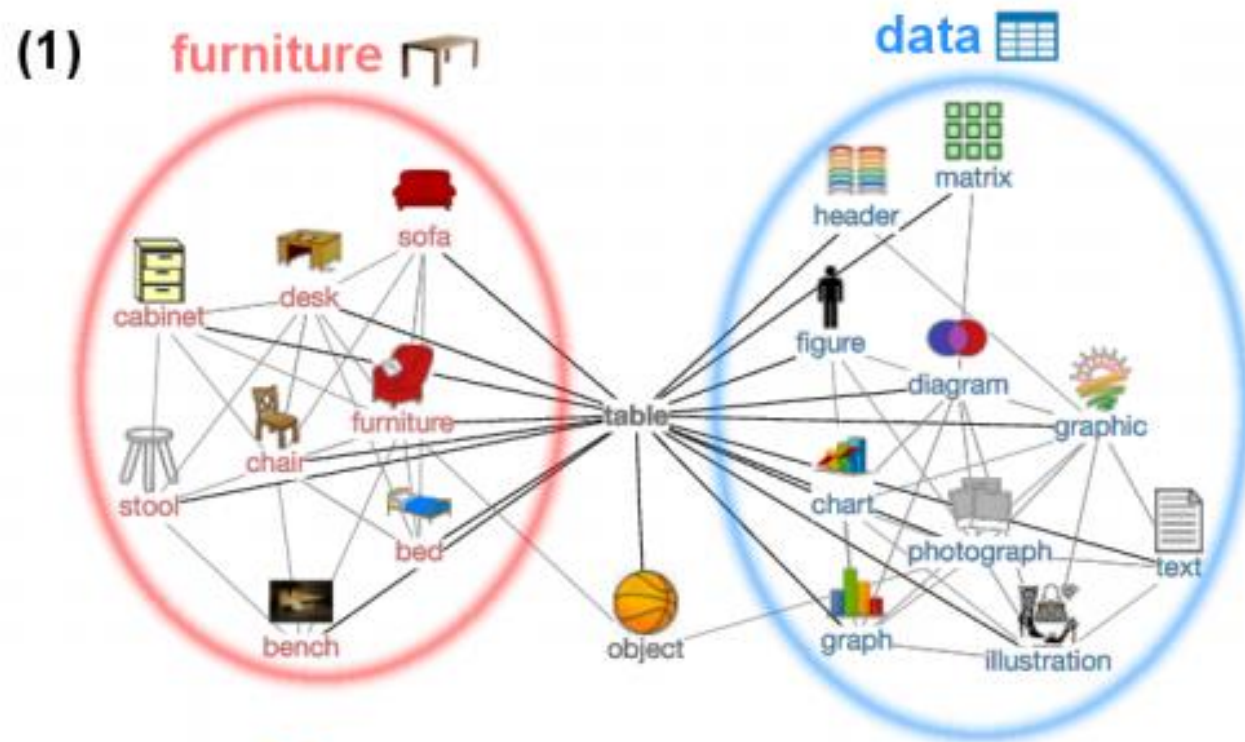 (1)
furniture
data
matrix
header
sofa
desk
cabinet
figure
diagram
furniture
table
graphic
chair
stool
chart
bed
photograph
text
bench
object
graph
illustration